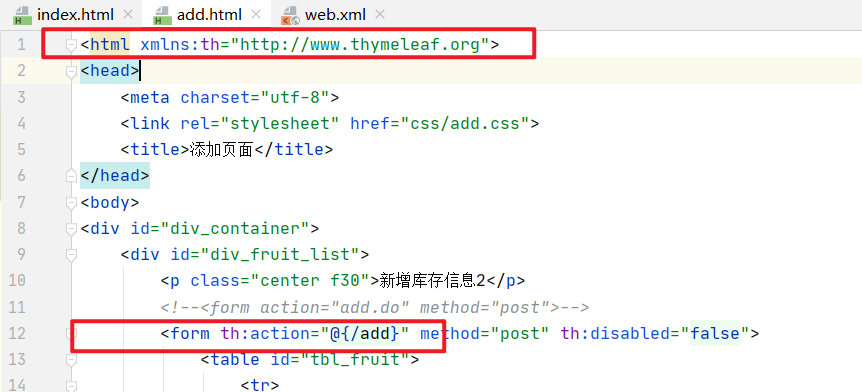 index.html × add.html × web.xml ×
1 <html xmlns:th="http://www.thymeleaf.org">
2 <head>
3 <meta charset="utf-8">
4 <link rel="stylesheet" href="css/add.css">
5 <title>添加页面</title>
6 </head>
7 <body>
8 <div id="div_container">
9 <div id="div_fruit_list">
10 <p class="center f30">新增库存信息2</p>
11 <!--<form action="add.do" method="post">-->
12 <form th:action="@{/add}" method="post" th:disabled="false">
13 <table id="tbl_fruit">
14 <tr>